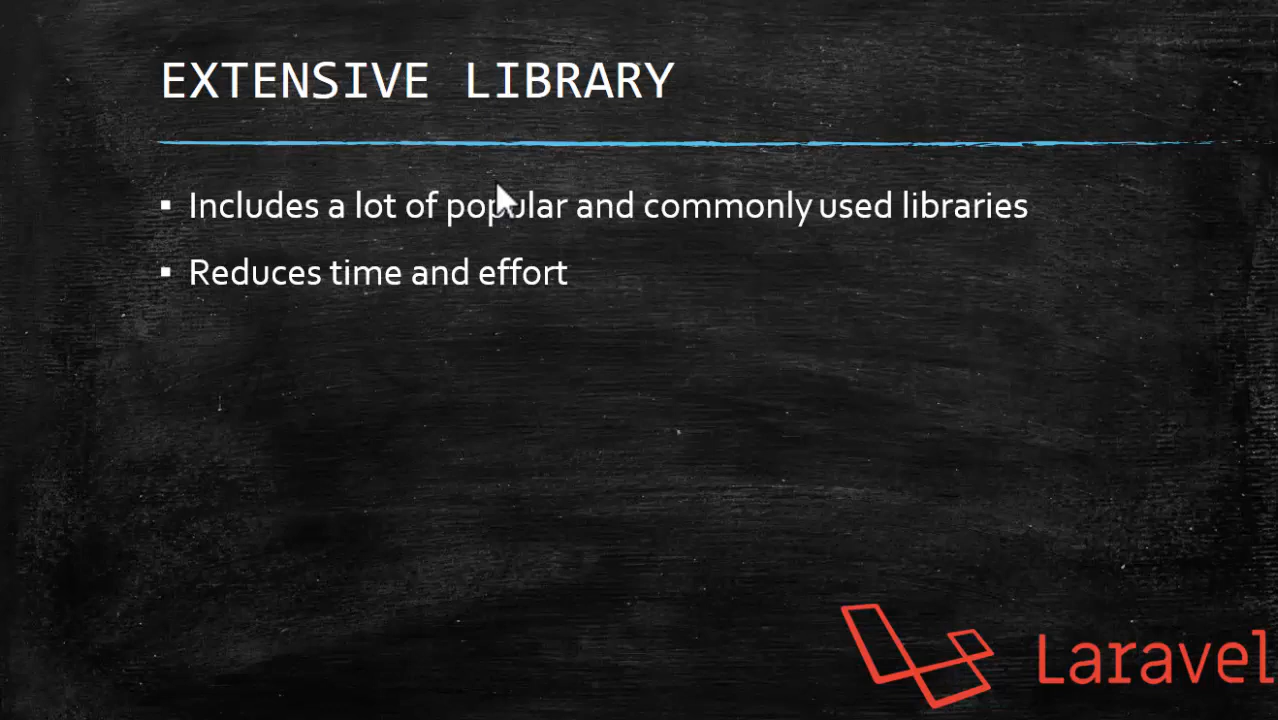 EXTENSIVE LIBRARY
▪ Includes a lot of popular and commonly used libraries
▪ Reduces time and effort
Laravel